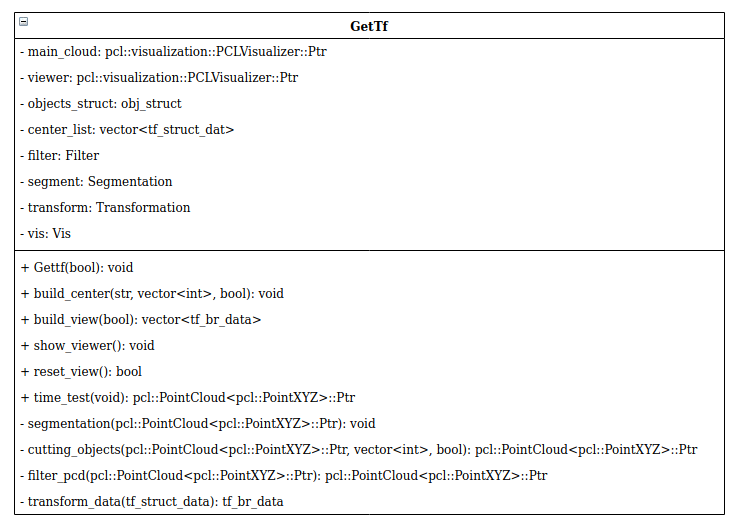 GetTf
- main_cloud: pcl::visualization::PCLVisualizer::Ptr
- viewer: pcl::visualization::PCLVisualizer::Ptr
- objects_struct: obj_struct
- center_list: vector<tf_struct_dat>
- filter: Filter
- segment: Segmentation
- transform: Transformation
- vis: Vis
+ Gettf(bool): void
+ build_center(str, vector<int>, bool): void
+ build_view(bool): vector<tf_br_data>
+ show_viewer(): void
+ reset_view(): bool
+ time_test(void): pcl::PointCloud<pcl::PointXYZ>::Ptr
- segmentation(pcl::PointCloud<pcl::PointXYZ>::Ptr): void
- cutting_objects(pcl::PointCloud<pcl::PointXYZ>::Ptr, vector<int>, bool): pcl::PointCloud<pcl::PointXYZ>::Ptr
- filter_pcd(pcl::PointCloud<pcl::PointXYZ>::Ptr): pcl::PointCloud<pcl::PointXYZ>::Ptr
- transform_data(tf_struct_data): tf_br_data